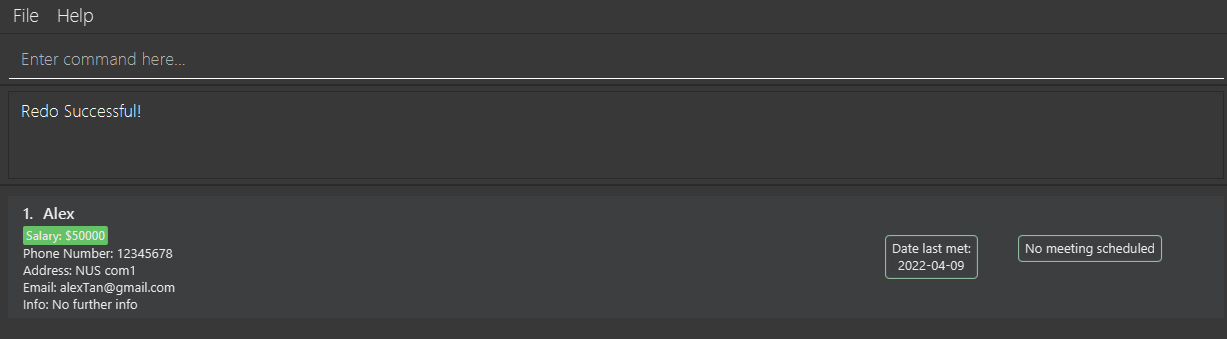 File Help
Enter command here...
Redo Successful!
1. Alex
Salary: $50000
Phone Number: 12345678
Address: NUS com1
Email: alexTan@gmail.com
Info: No further info
Date last met:
2022-04-09
No meeting scheduled